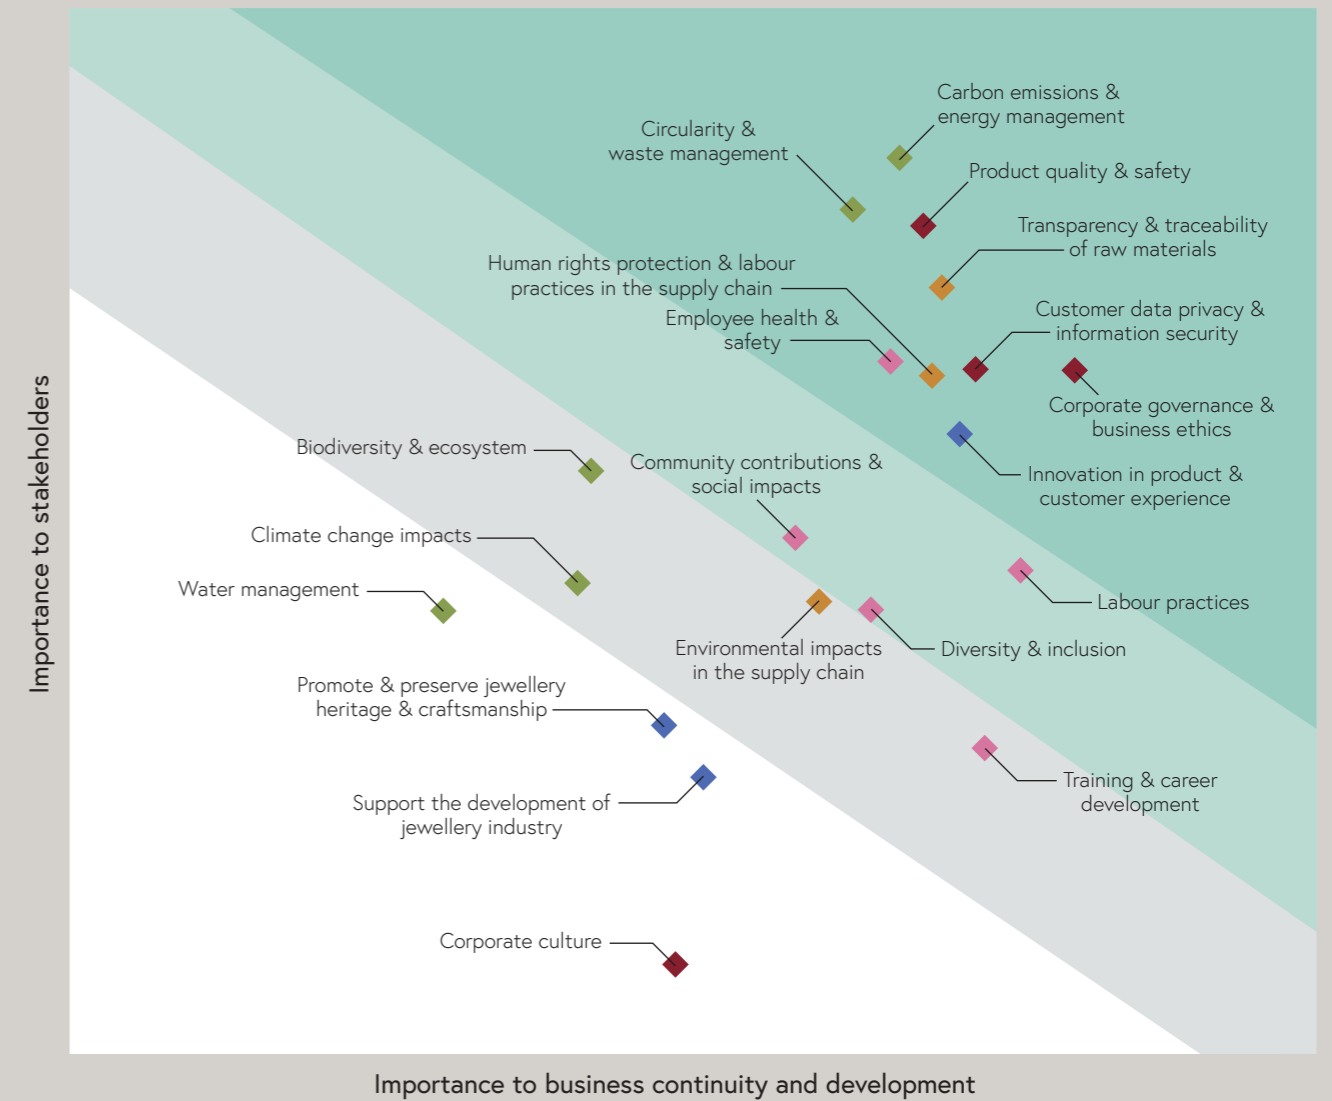 Carbon emissions &
energy management
Circularity &
waste management
Product quality & safety
Transparency & traceability
of raw materials
Human rights protection & labour
practices in the supply chain
Employee health &
safety
Customer data privacy &
information security
Corporate governance &
business ethics
Innovation in product &
customer experience
Biodiversity & ecosystem
Community contributions &
social impacts
Climate change impacts
Water management
Labour practices
Environmental impacts
in the supply chain
Diversity & inclusion
Promote & preserve jewellery
heritage & craftsmanship
Training & career
development
Support the development of
jewellery industry
Corporate culture
Importance to stakeholders
Importance to business continuity and development